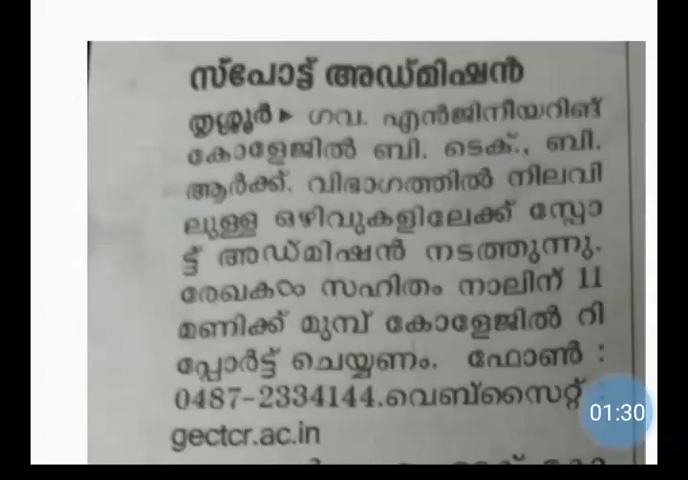 സ്പോട്ട് അഡ്മിഷൻ
തൃശ്ശൂർ ▸ ഗവ. എൻജിനീയറിങ്
കോളേജിൽ ബി. ടെക്., ബി.
ആർക്ക്. വിഭാഗത്തിൽ നിലവി
ലുള്ള ഒഴിവുകളിലേക്ക് സ്പോ
ട്ട് അഡ്മിഷൻ നടത്തുന്നു.
രേഖകൾ സഹിതം നാലിന് 11
മണിക്ക് മുമ്പ് കോളേജിൽ റി
പ്പോർട്ട് ചെയ്യണം. ഫോൺ :
0487-2334144.വെബ്സൈറ്റ് :
gectcr.ac.in
01:30